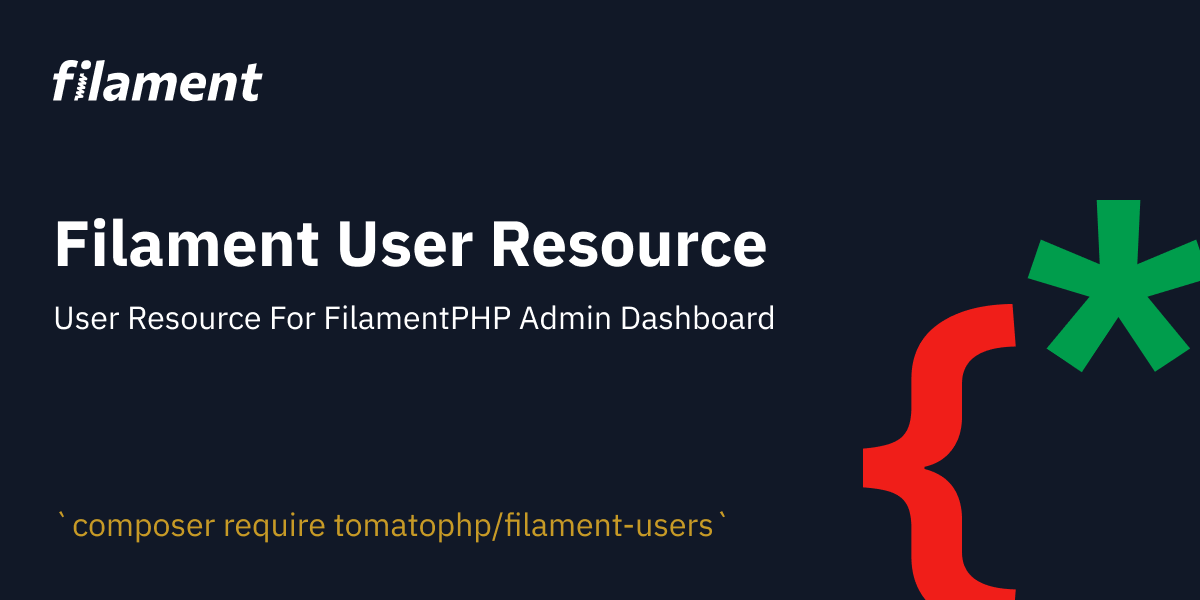 filament
Filament User Resource
User Resource For FilamentPHP Admin Dashboard
`composer require tomatophp/filament-users`
*
{